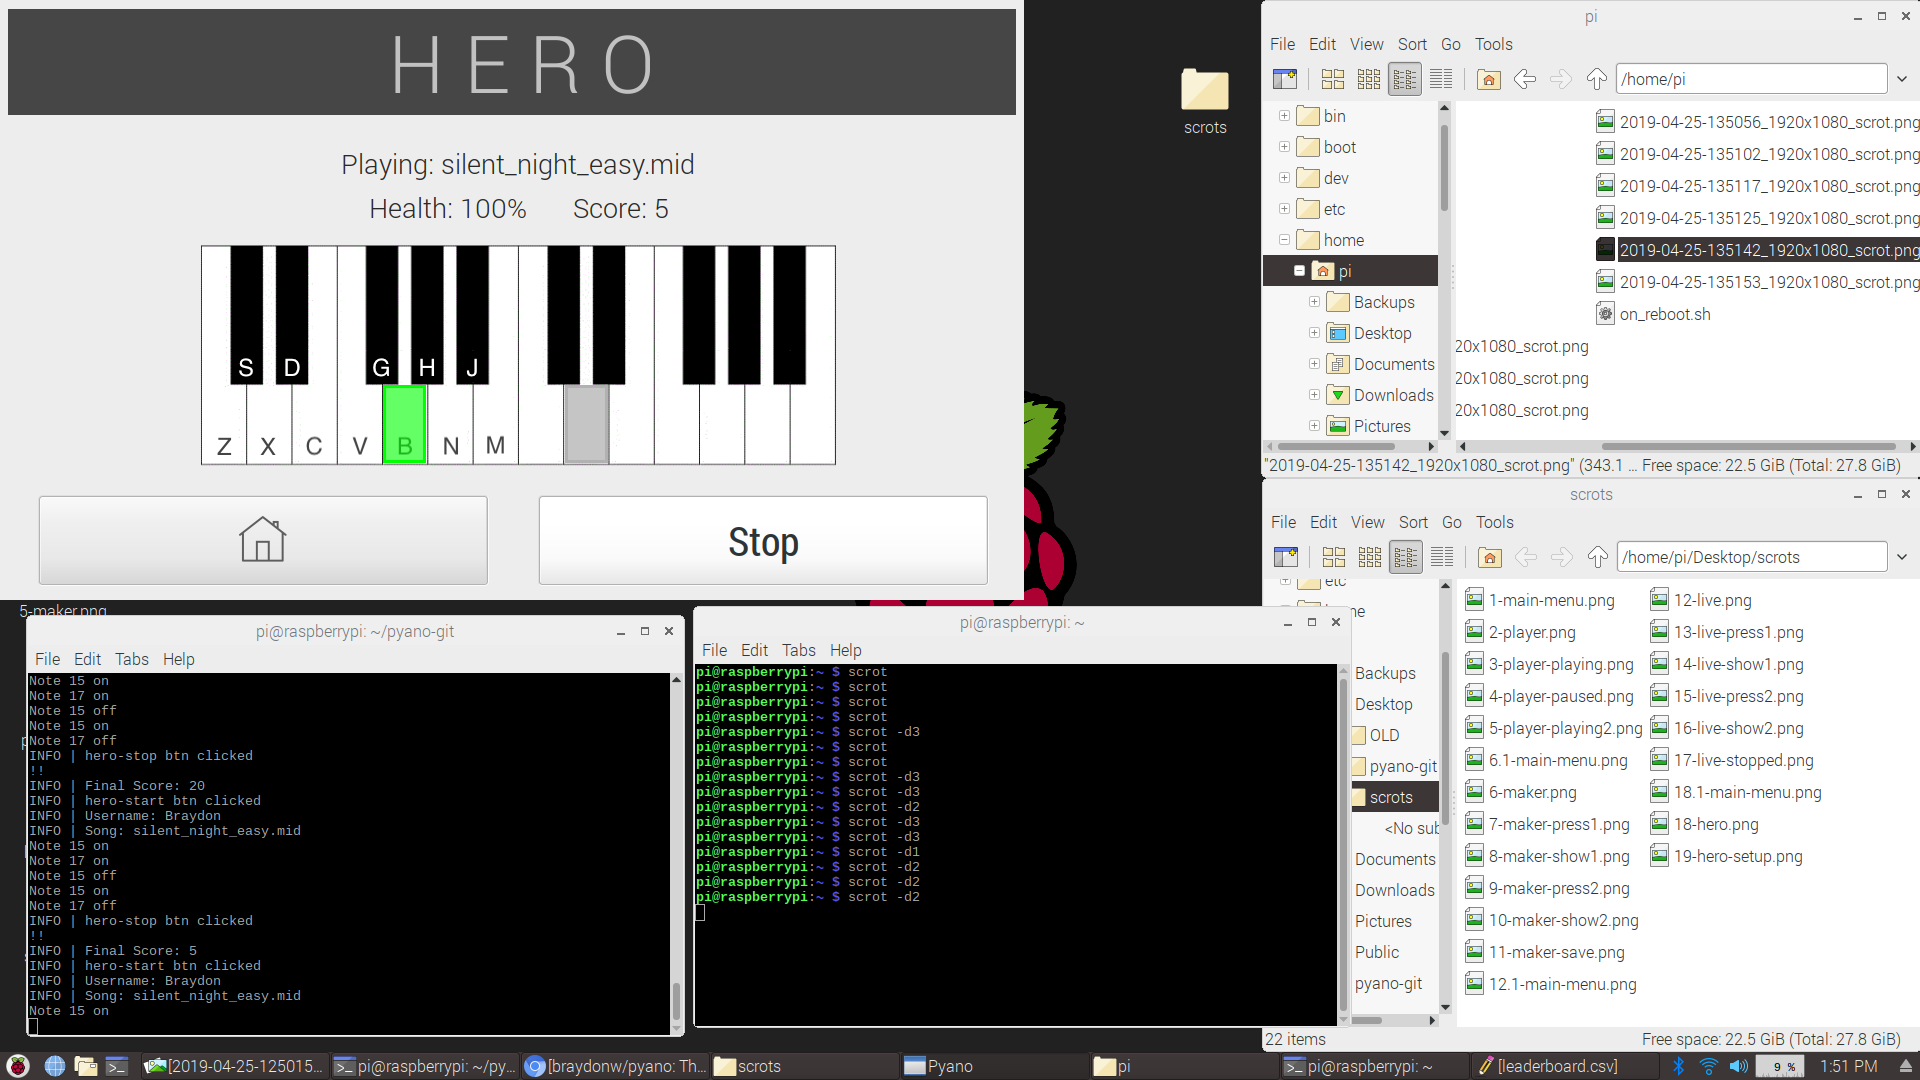 HERO
Playing: silent_night_easy.mid
Health: 100% Score: 5
S D G H J
Z X C V B N M
Stop
scrots
5-maker.png
pi@raspberrypi: ~/pyano-git
File Edit Tabs Help
Note 15 on
Note 17 on
Note 15 off
Note 15 on
Note 17 off
INFO | hero-stop btn clicked
!!
INFO | Final Score: 20
INFO | hero-start btn clicked
INFO | Username: Braydon
INFO | Song: silent_night_easy.mid
Note 15 on
Note 17 on
Note 15 off
Note 15 on
Note 17 off
INFO | hero-stop btn clicked
!!
INFO | Final Score: 5
INFO | hero-start btn clicked
INFO | Username: Braydon
INFO | Song: silent_night_easy.mid
Note 15 on
pi@raspberrypi: ~
File Edit Tabs Help
pi@raspberrypi:~ $ scrot
pi@raspberrypi:~ $ scrot
pi@raspberrypi:~ $ scrot
pi@raspberrypi:~ $ scrot
pi@raspberrypi:~ $ scrot -d3
pi@raspberrypi:~ $ scrot
pi@raspberrypi:~ $ scrot
pi@raspberrypi:~ $ scrot -d3
pi@raspberrypi:~ $ scrot -d3
pi@raspberrypi:~ $ scrot -d2
pi@raspberrypi:~ $ scrot -d3
pi@raspberrypi:~ $ scrot -d3
pi@raspberrypi:~ $ scrot -d1
pi@raspberrypi:~ $ scrot -d2
pi@raspberrypi:~ $ scrot -d2
pi@raspberrypi:~ $ scrot -d2
pi
File Edit View Sort Go Tools
/home/pi
bin
boot
dev
etc
home
pi
Backups
Desktop
Documents
Downloads
Pictures
2019-04-25-135056_1920x1080_scrot.png
2019-04-25-135102_1920x1080_scrot.png
2019-04-25-135117_1920x1080_scrot.png
2019-04-25-135125_1920x1080_scrot.png
2019-04-25-135142_1920x1080_scrot.png
2019-04-25-135153_1920x1080_scrot.png
on_reboot.sh
20x1080_scrot.png
20x1080_scrot.png
20x1080_scrot.png
"2019-04-25-135142_1920x1080_scrot.png" (343.1 ... Free space: 22.5 GiB (Total: 27.8 GiB)
scrots
File Edit View Sort Go Tools
/home/pi/Desktop/scrots
etc
me
Backups
Desktop
OLD
pyano-git
scrots
<No sub
Documents
Downloads
Pictures
Public
pyano-git
1-main-menu.png
2-player.png
3-player-playing.png
4-player-paused.png
5-player-playing2.png
6.1-main-menu.png
6-maker.png
7-maker-press1.png
8-maker-show1.png
9-maker-press2.png
10-maker-show2.png
11-maker-save.png
12.1-main-menu.png
12-live.png
13-live-press1.png
14-live-show1.png
15-live-press2.png
16-live-show2.png
17-live-stopped.png
18.1-main-menu.png
18-hero.png
19-hero-setup.png
22 items Free space: 22.5 GiB (Total: 27.8 GiB)
[2019-04-25-125015... pi@raspberrypi: ~/py... [braydonw/pyano: Th... scrots Pyano pi pi@raspberrypi: ~ [leaderboard.csv] 9 % 1:51 PM